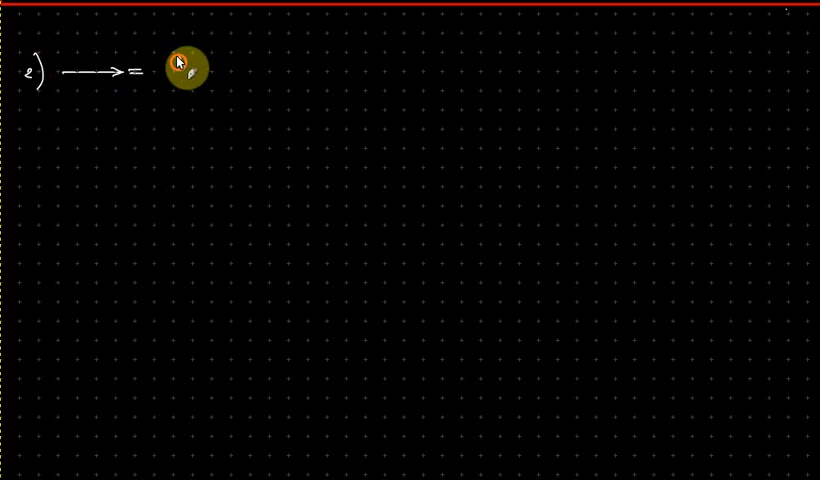 2) ⟶ =